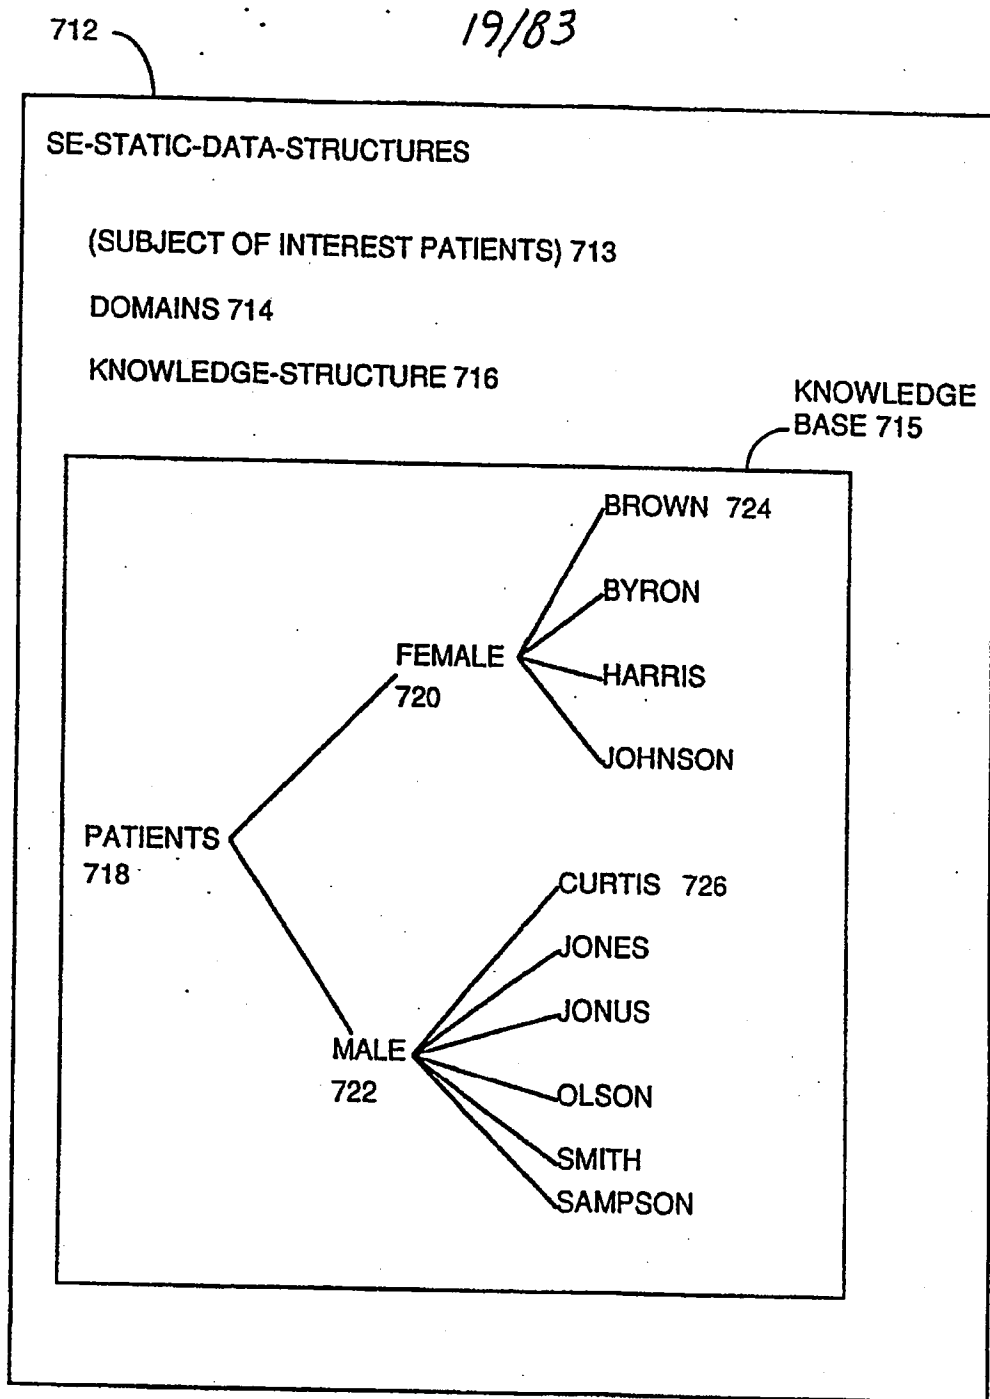 19/83
712
SE-STATIC-DATA-STRUCTURES
(SUBJECT OF INTEREST PATIENTS) 713
DOMAINS 714
KNOWLEDGE-STRUCTURE 716
KNOWLEDGE
BASE 715
BROWN 724
BYRON
FEMALE
720
HARRIS
JOHNSON
PATIENTS
718
CURTIS 726
JONES
JONUS
MALE
722
OLSON
SMITH
SAMPSON